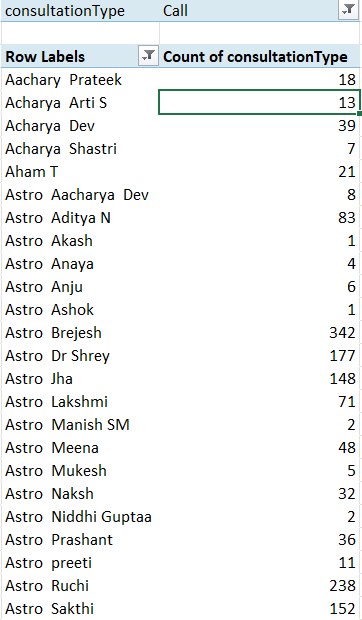 consultationType Call
Row Labels Count of consultationType
Aachary  Prateek 18
Acharya  Arti S 13
Acharya  Dev 39
Acharya  Shastri 7
Aham T 21
Astro  Aacharya  Dev 8
Astro  Aditya N 83
Astro  Akash 1
Astro  Anaya 4
Astro  Anju 6
Astro  Ashok 1
Astro  Brejesh 342
Astro  Dr Shrey 177
Astro  Jha 148
Astro  Lakshmi 71
Astro  Manish SM 2
Astro  Meena 48
Astro  Mukesh 5
Astro  Naksh 32
Astro  Niddhi Guptaa 2
Astro  Prashant 36
Astro  preeti 11
Astro  Ruchi 238
Astro  Sakthi 152